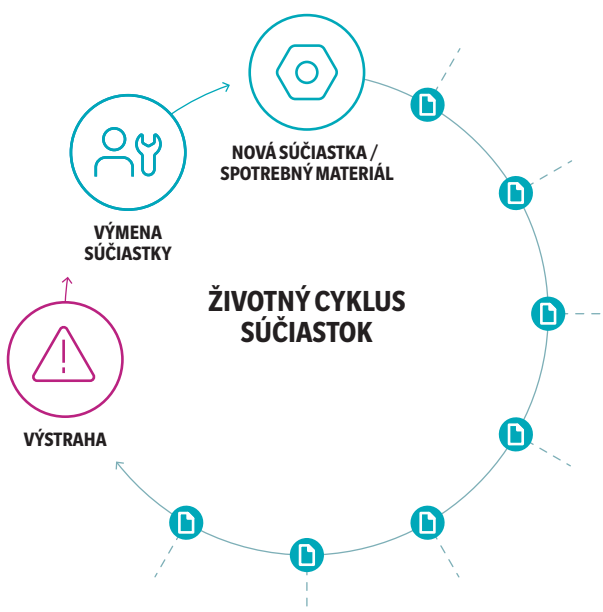 NOVÁ SÚČIASTKA /
SPOTREBNÝ MATERIÁL
VÝMENA
SÚČIASTKY
ŽIVOTNÝ CYKLUS
SÚČIASTOK
VÝSTRAHA